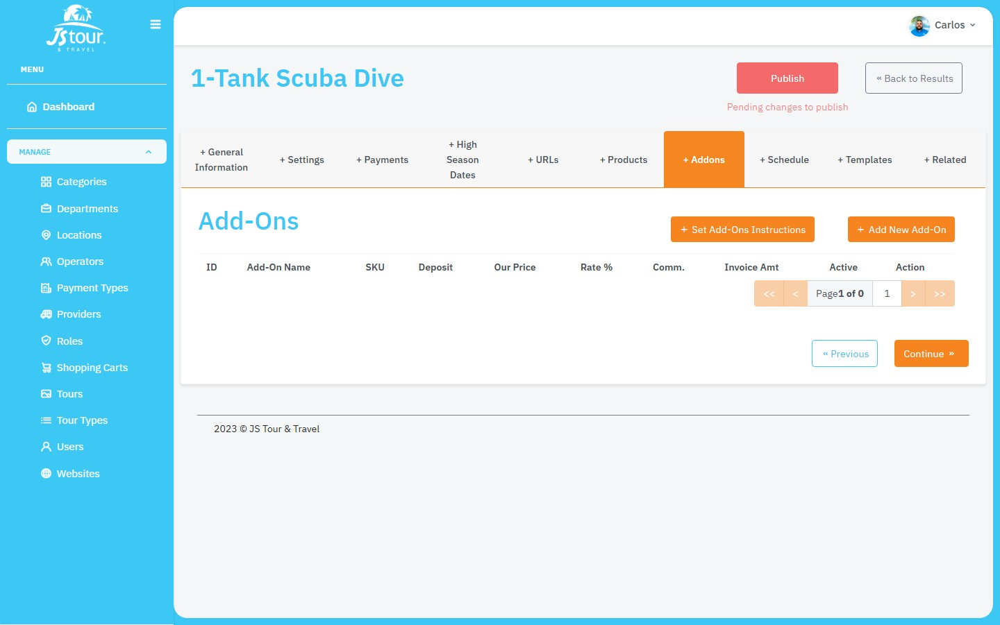 JS tour.
& TRAVEL
MENU
Dashboard
MANAGE
Categories
Departments
Locations
Operators
Payment Types
Providers
Roles
Shopping Carts
Tours
Tour Types
Users
Websites
Carlos
1-Tank Scuba Dive
Publish
« Back to Results
Pending changes to publish
+ General
Information
+ Settings
+ Payments
+ High
Season
Dates
+ URLs
+ Products
+ Addons
+ Schedule
+ Templates
+ Related
Add-Ons
+ Set Add-Ons Instructions
+ Add New Add-On
ID Add-On Name SKU Deposit Our Price Rate % Comm. Invoice Amt Active Action
<< < Page1 of 0 1 > >>
« Previous
Continue »
2023 © JS Tour & Travel